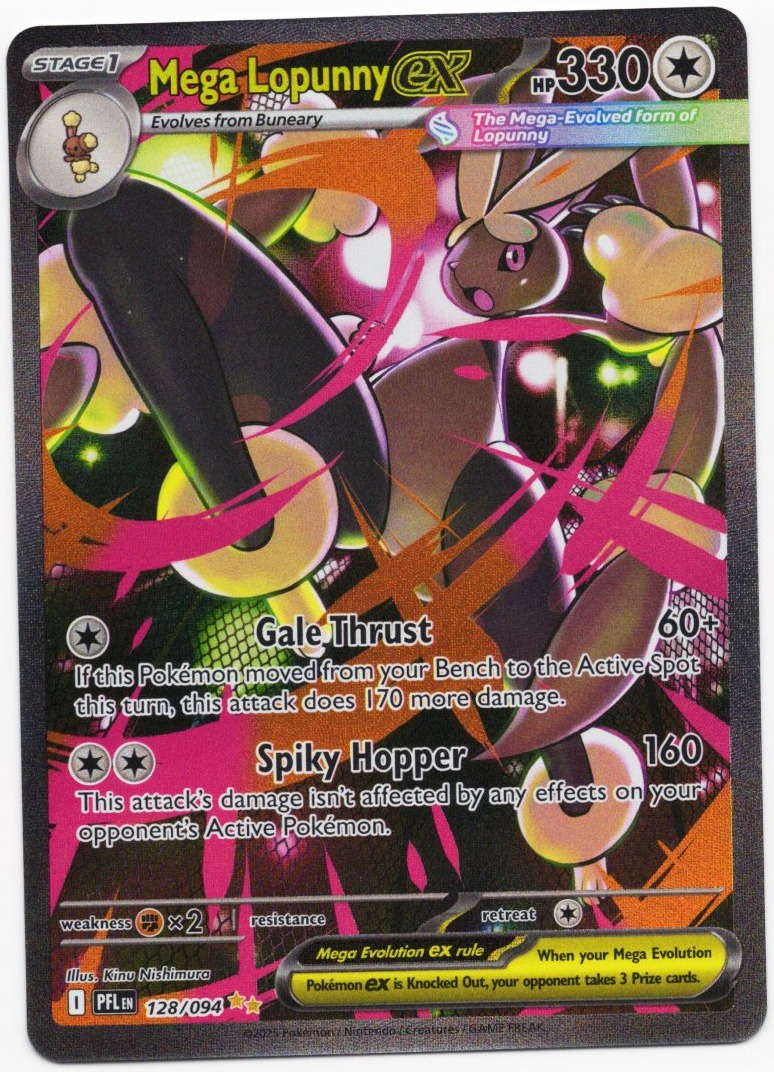 STAGE1
Mega Lopunny ex
HP 330
Evolves from Buneary
The Mega-Evolved form of
Lopunny
Gale Thrust 60+
If this Pokémon moved from your Bench to the Active Spot
this turn, this attack does 170 more damage.
Spiky Hopper 160
This attack's damage isn't affected by any effects on your
opponent's Active Pokémon.
weakness ×2 resistance retreat
Mega Evolution ex rule When your Mega Evolution
Pokémon ex is Knocked Out, your opponent takes 3 Prize cards.
Illus. Kinu Nishimura
I PFL EN 128/094
©2025 Pokémon / Nintendo / Creatures / GAME FREAK